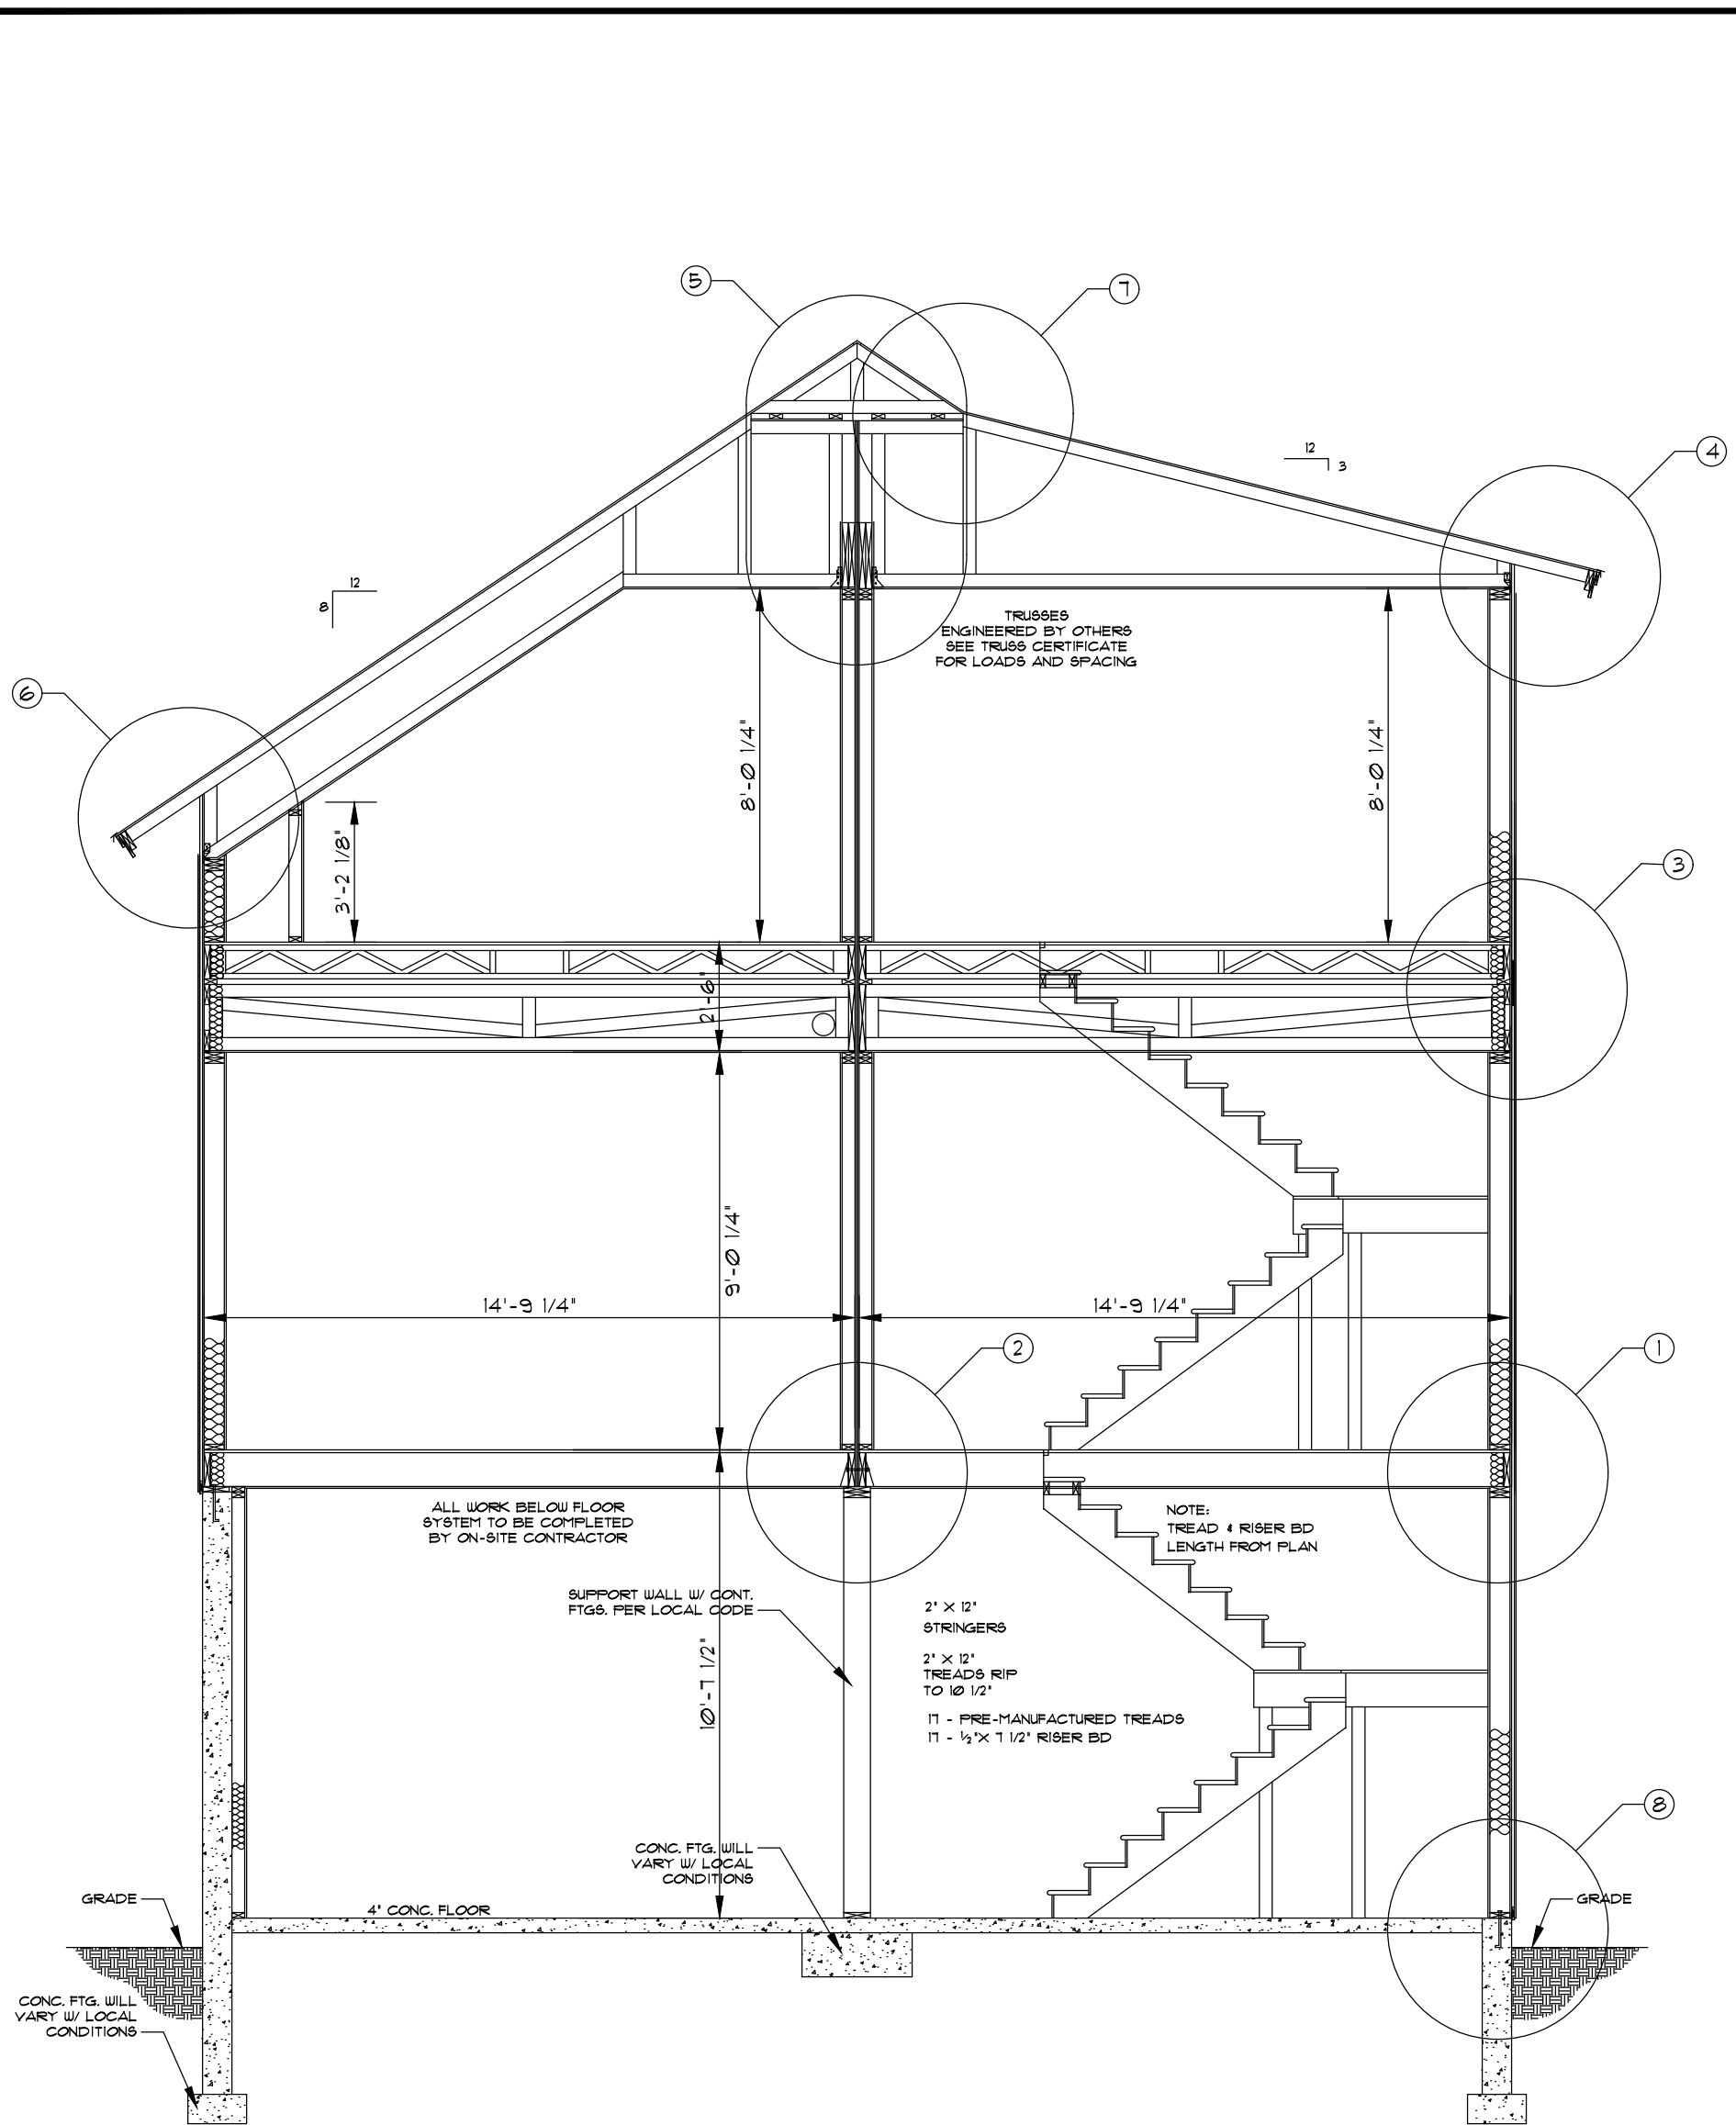 5
7
12
3
4
12
8
TRUSSES
ENGINEERED BY OTHERS
SEE TRUSS CERTIFICATE
FOR LOADS AND SPACING
6
8'-0 1/4"
8'-0 1/4"
3'-2 1/8"
3
2'-6"
9'-0 1/4"
14'-9 1/4"
14'-9 1/4"
2
1
ALL WORK BELOW FLOOR
SYSTEM TO BE COMPLETED
BY ON-SITE CONTRACTOR
NOTE:
TREAD & RISER BD
LENGTH FROM PLAN
SUPPORT WALL W/ CONT.
FTGS. PER LOCAL CODE
2" X 12"
STRINGERS
2" X 12"
TREADS RIP
TO 10 1/2"
17 - PRE-MANUFACTURED TREADS
17 - 1/2"X 7 1/2" RISER BD
10'-7 1/2"
CONC. FTG. WILL
VARY W/ LOCAL
CONDITIONS
8
GRADE
4" CONC. FLOOR
GRADE
CONC. FTG. WILL
VARY W/ LOCAL
CONDITIONS